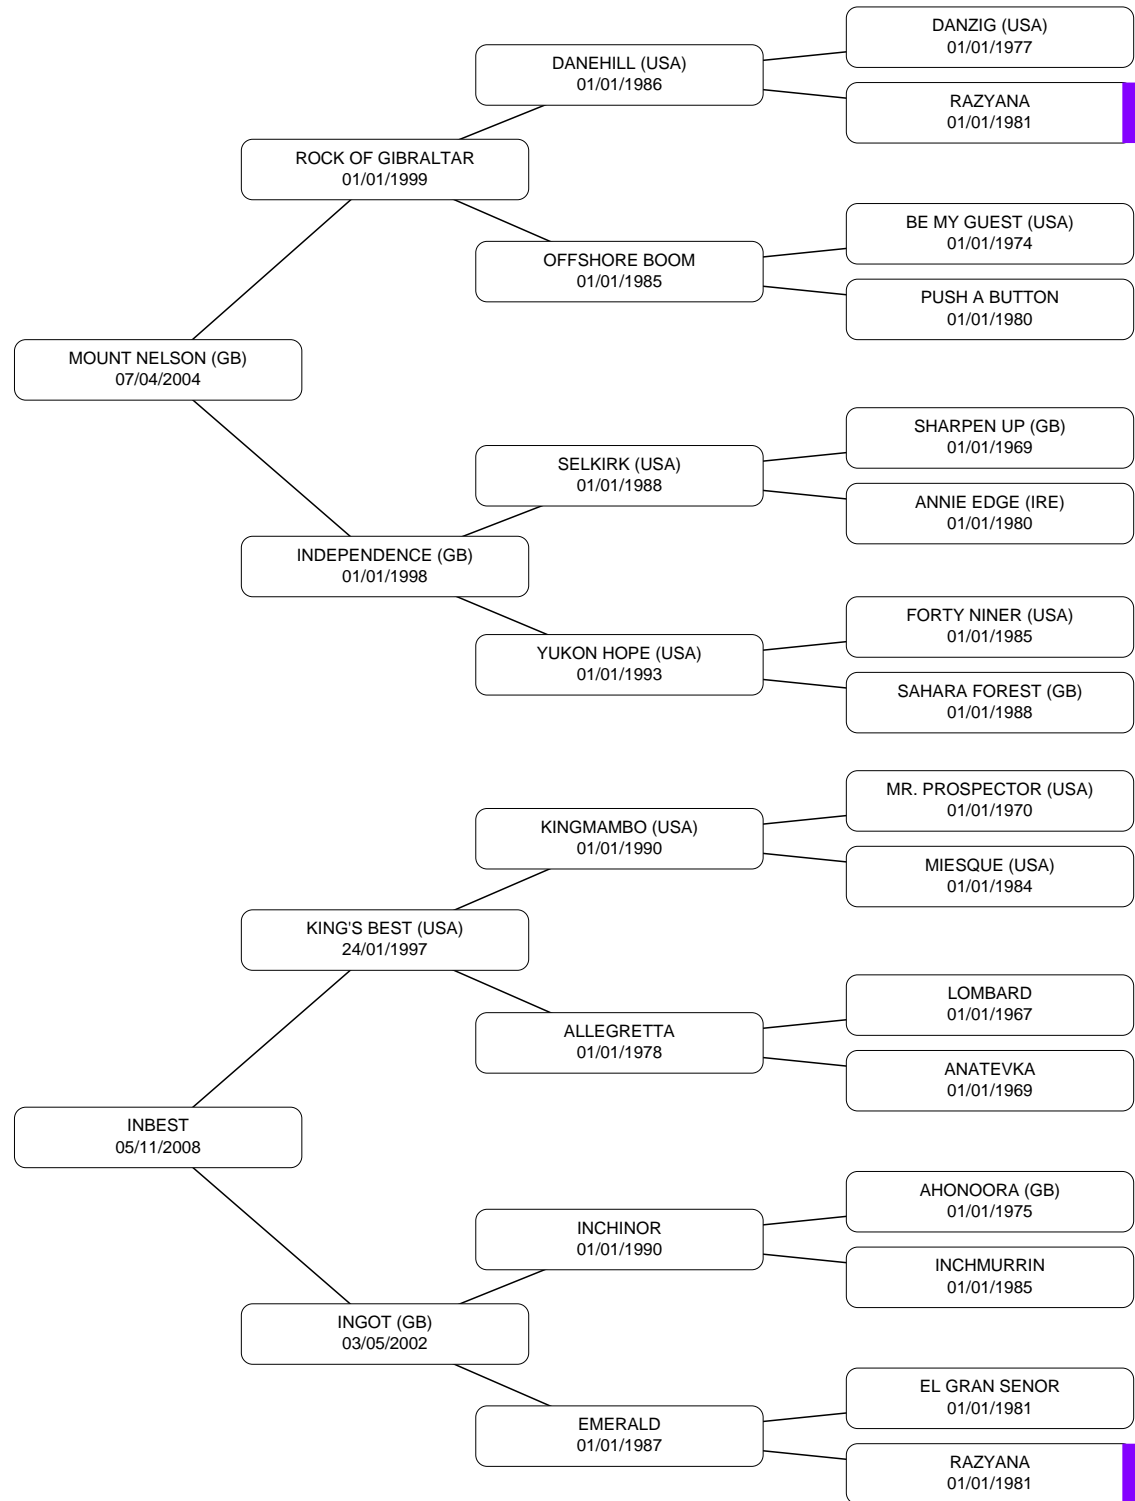 DANZIG (USA)
01/01/1977
DANEHILL (USA)
01/01/1986
RAZYANA
01/01/1981
ROCK OF GIBRALTAR
01/01/1999
BE MY GUEST (USA)
01/01/1974
OFFSHORE BOOM
01/01/1985
PUSH A BUTTON
01/01/1980
MOUNT NELSON (GB)
07/04/2004
SHARPEN UP (GB)
01/01/1969
SELKIRK (USA)
01/01/1988
ANNIE EDGE (IRE)
01/01/1980
INDEPENDENCE (GB)
01/01/1998
FORTY NINER (USA)
01/01/1985
YUKON HOPE (USA)
01/01/1993
SAHARA FOREST (GB)
01/01/1988
MR. PROSPECTOR (USA)
01/01/1970
KINGMAMBO (USA)
01/01/1990
MIESQUE (USA)
01/01/1984
KING'S BEST (USA)
24/01/1997
LOMBARD
01/01/1967
ALLEGRETTA
01/01/1978
ANATEVKA
01/01/1969
INBEST
05/11/2008
AHONOORA (GB)
01/01/1975
INCHINOR
01/01/1990
INCHMURRIN
01/01/1985
INGOT (GB)
03/05/2002
EL GRAN SENOR
01/01/1981
EMERALD
01/01/1987
RAZYANA
01/01/1981